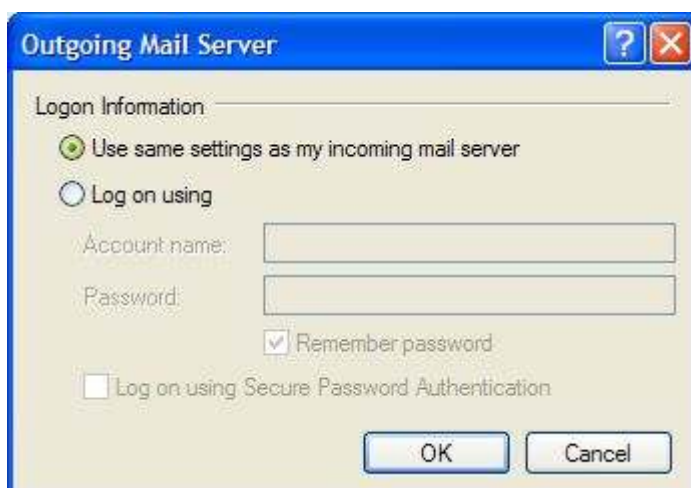 Outgoing Mail Server
Logon Information
Use same settings as my incoming mail server
Log on using
Account name:
Password:
Remember password
Log on using Secure Password Authentication
OK Cancel